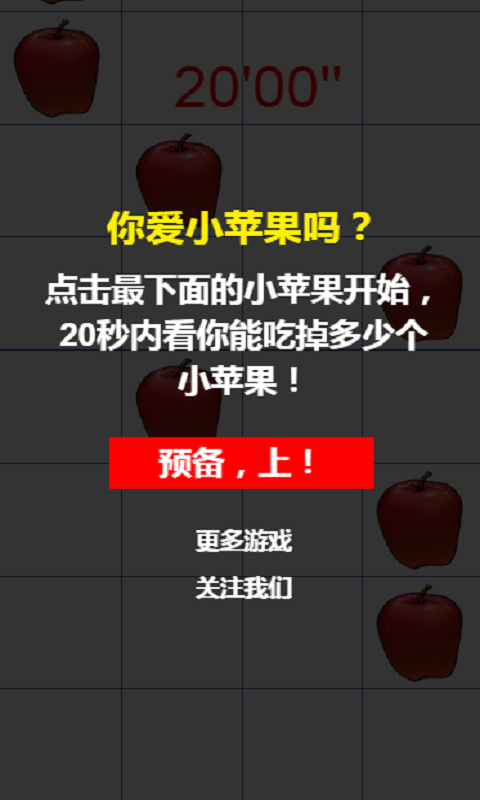 20'00''
你爱小苹果吗？
点击最下面的小苹果开始，
20秒内看你能吃掉多少个
小苹果！
预备，上！
更多游戏
关注我们